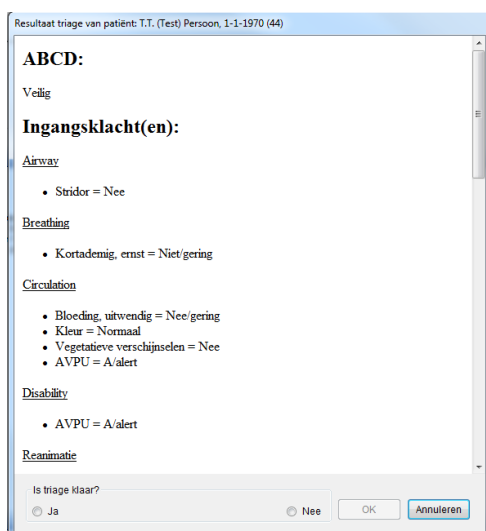 Resultaat triage van patiënt: T.T. (Test) Persoon, 1-1-1970 (44)
ABCD:
Veilig
Ingangsklacht(en):
Airway
• Stridor = Nee
Breathing
• Kortademig, ernst = Niet/gering
Circulation
• Bloeding, uitwendig = Nee/gering
• Kleur = Normaal
• Vegetatieve verschijnselen = Nee
• AVPU = A/alert
Disability
• AVPU = A/alert
Reanimatie
Is triage klaar?
Ja
Nee
OK
Annuleren